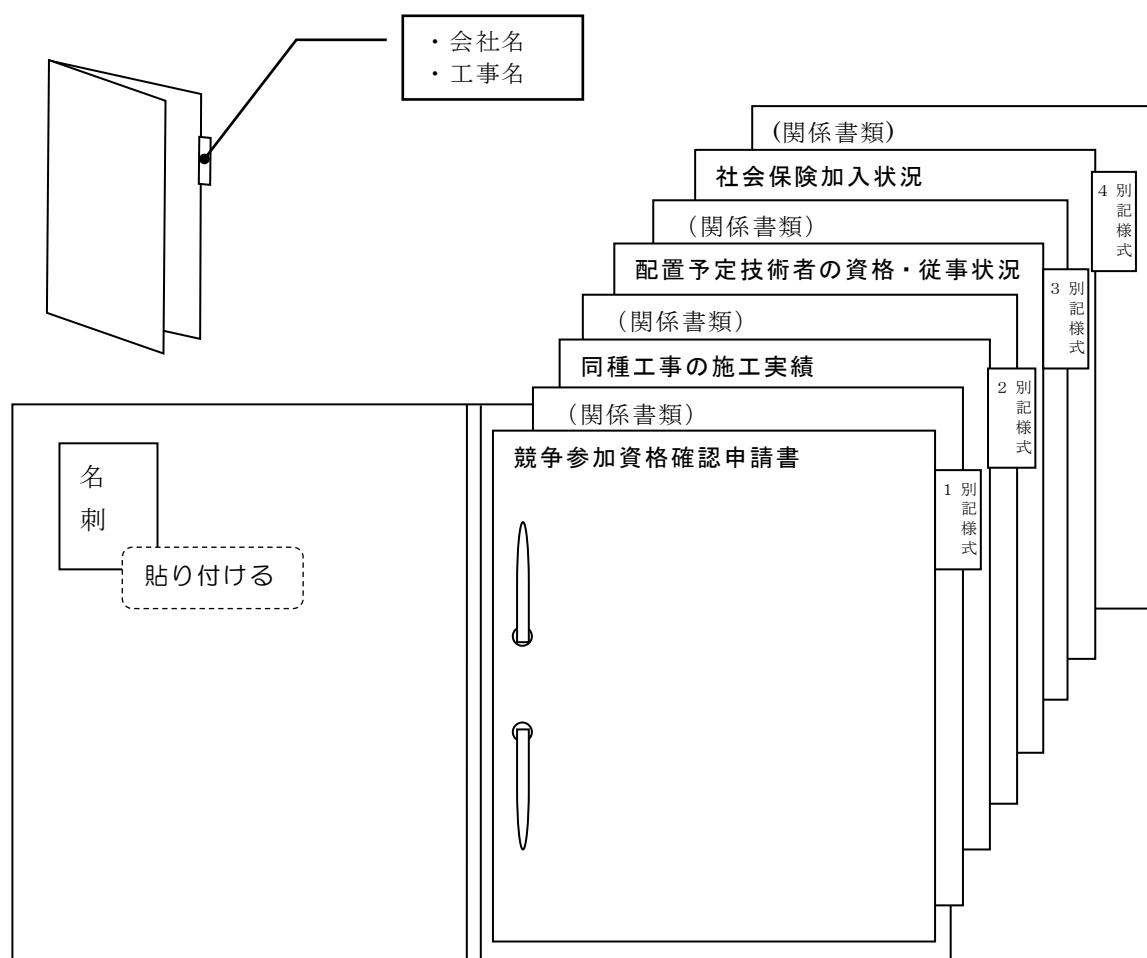 ・会社名
・工事名
(関係書類)
社会保険加入状況
別記様式4
(関係書類)
配置予定技術者の資格・従事状況
別記様式3
(関係書類)
同種工事の施工実績
別記様式2
(関係書類)
競争参加資格確認申請書
別記様式1
名
刺
貼り付ける